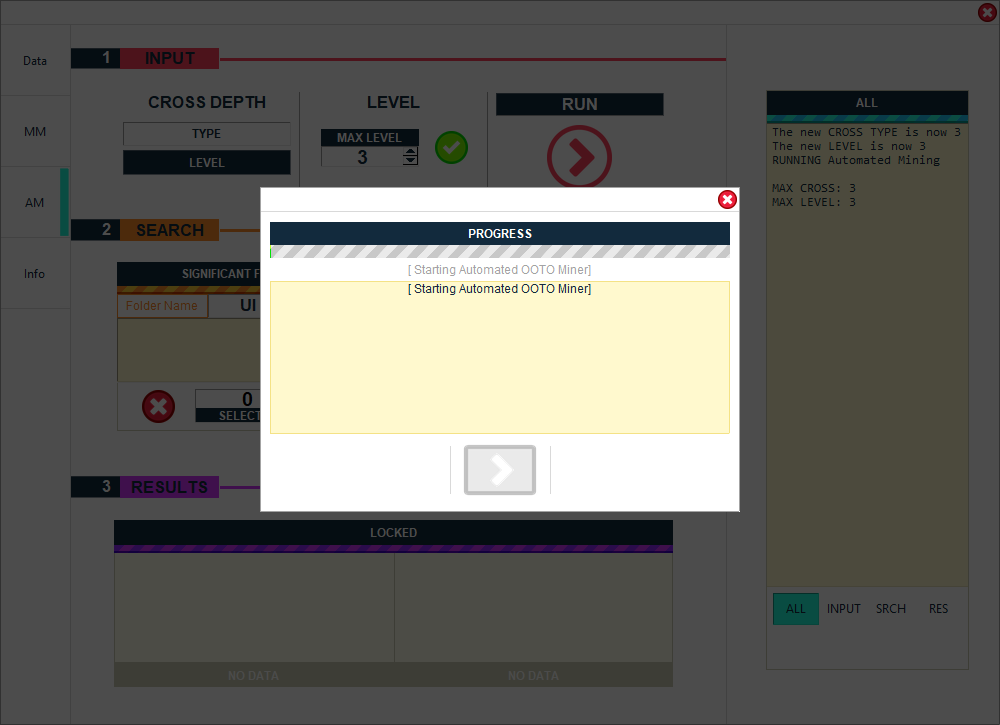 Data
MM
AM
Info
1 INPUT
CROSS DEPTH
TYPE
LEVEL
LEVEL
MAX LEVEL
3
RUN
2 SEARCH
SIGNIFICANT F
Folder Name
UI
0
SELECT
PROGRESS
[ Starting Automated OOTO Miner]
[ Starting Automated OOTO Miner]
3 RESULTS
LOCKED
NO DATA
NO DATA
ALL
The new CROSS TYPE is now 3
The new LEVEL is now 3
RUNNING Automated Mining
MAX CROSS: 3
MAX LEVEL: 3
ALL INPUT SRCH RES